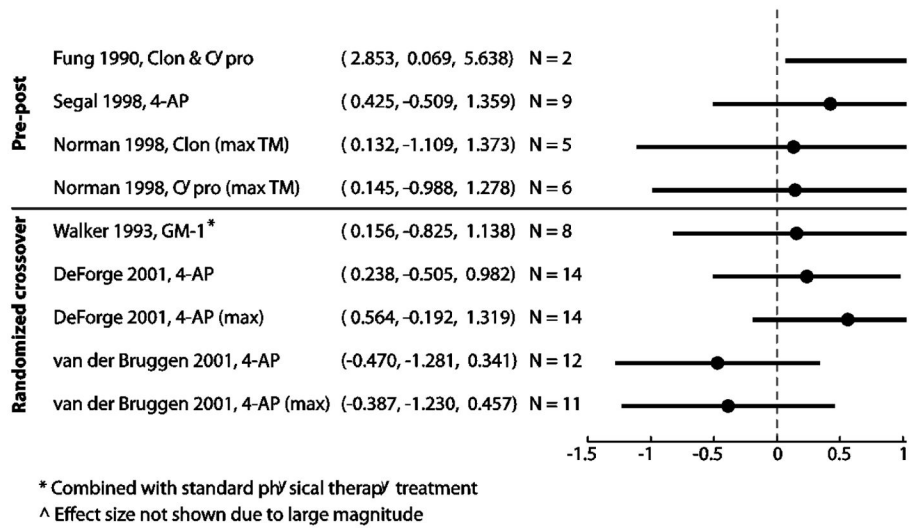 Pre-post
Fung 1990, Clon & Cy pro (2.853, 0.069, 5.638) N = 2
Segal 1998, 4-AP (0.425, -0.509, 1.359) N = 9
Norman 1998, Clon (max TM) (0.132, -1.109, 1.373) N = 5
Norman 1998, Cy pro (max TM) (0.145, -0.988, 1.278) N = 6
Randomized crossover
Walker 1993, GM-1* (0.156, -0.825, 1.138) N = 8
DeForge 2001, 4-AP (0.238, -0.505, 0.982) N = 14
DeForge 2001, 4-AP (max) (0.564, -0.192, 1.319) N = 14
van der Bruggen 2001, 4-AP (-0.470, -1.281, 0.341) N = 12
van der Bruggen 2001, 4-AP (max) (-0.387, -1.230, 0.457) N = 11
-1.5 -1 -0.5 0 0.5 1
* Combined with standard phy sical therapy treatment
^ Effect size not shown due to large magnitude